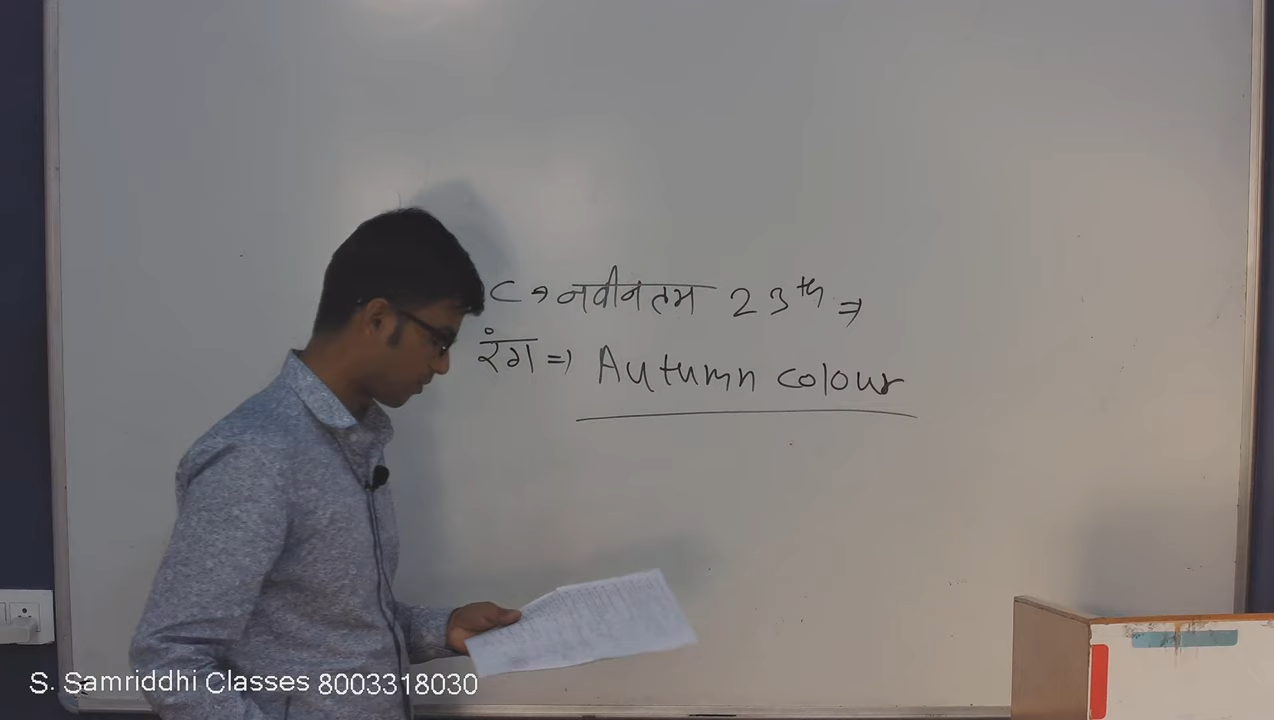 C → नवीनतम 23th ⇒
रंग ⇒ Autumn colour
S. Samriddhi Classes 8003318030